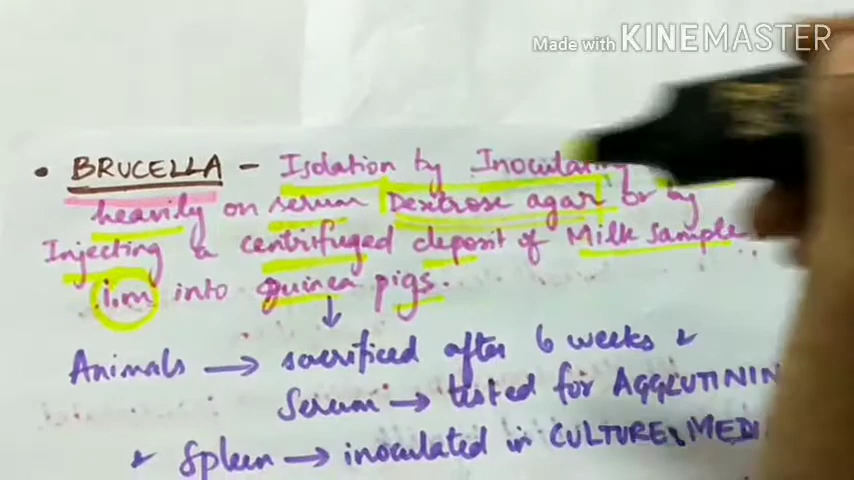 Made with KINEMASTER
• BRUCELLA - Isolation by Inoculating
heavily on serum Dextrose agar or by
Injecting a centrifuged deposit of Milk sample
i.m into guinea pigs.
↓
Animals → sacrificed after 6 weeks &
Serum → tested for AGGLUTININ
& Spleen → inoculated in CULTURE MEDI